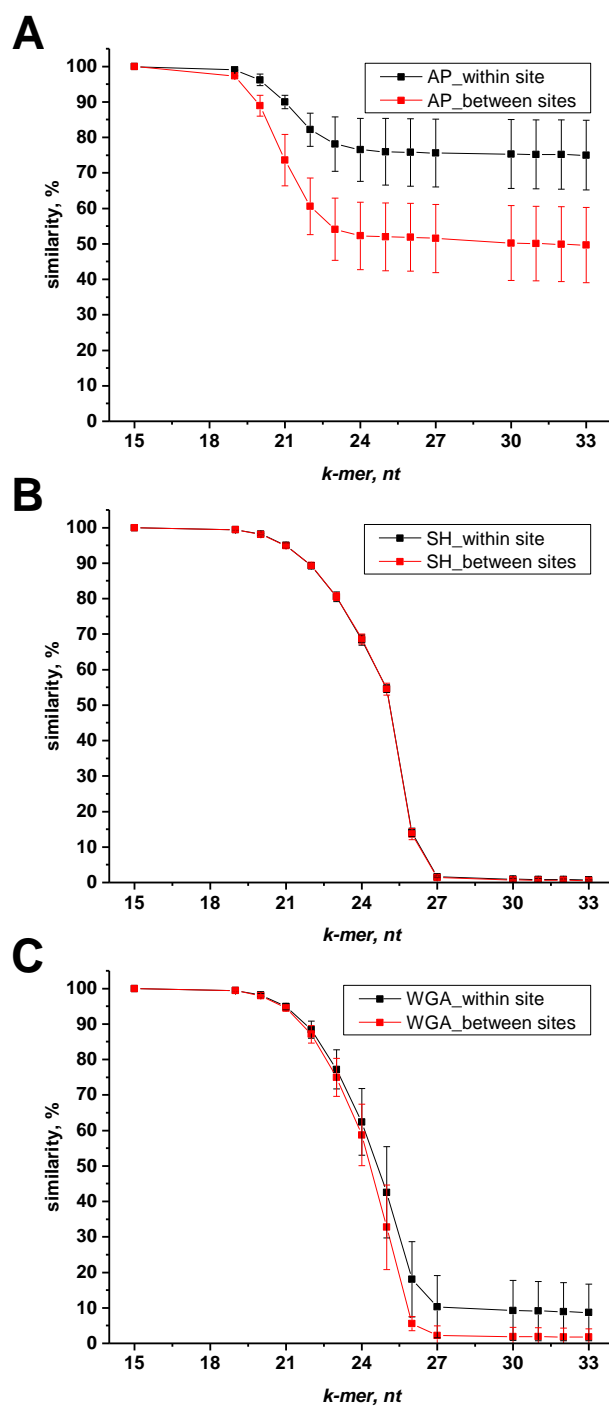 A
AP_within site
AP_between sites
100
90
80
70
60
50
40
30
20
10
0
similarity, %
15 18 21 24 27 30 33
k-mer, nt
B
SH_within site
SH_between sites
100
90
80
70
60
50
40
30
20
10
0
similarity, %
15 18 21 24 27 30 33
k-mer, nt
C
WGA_within site
WGA_between sites
100
90
80
70
60
50
40
30
20
10
0
similarity, %
15 18 21 24 27 30 33
k-mer, nt